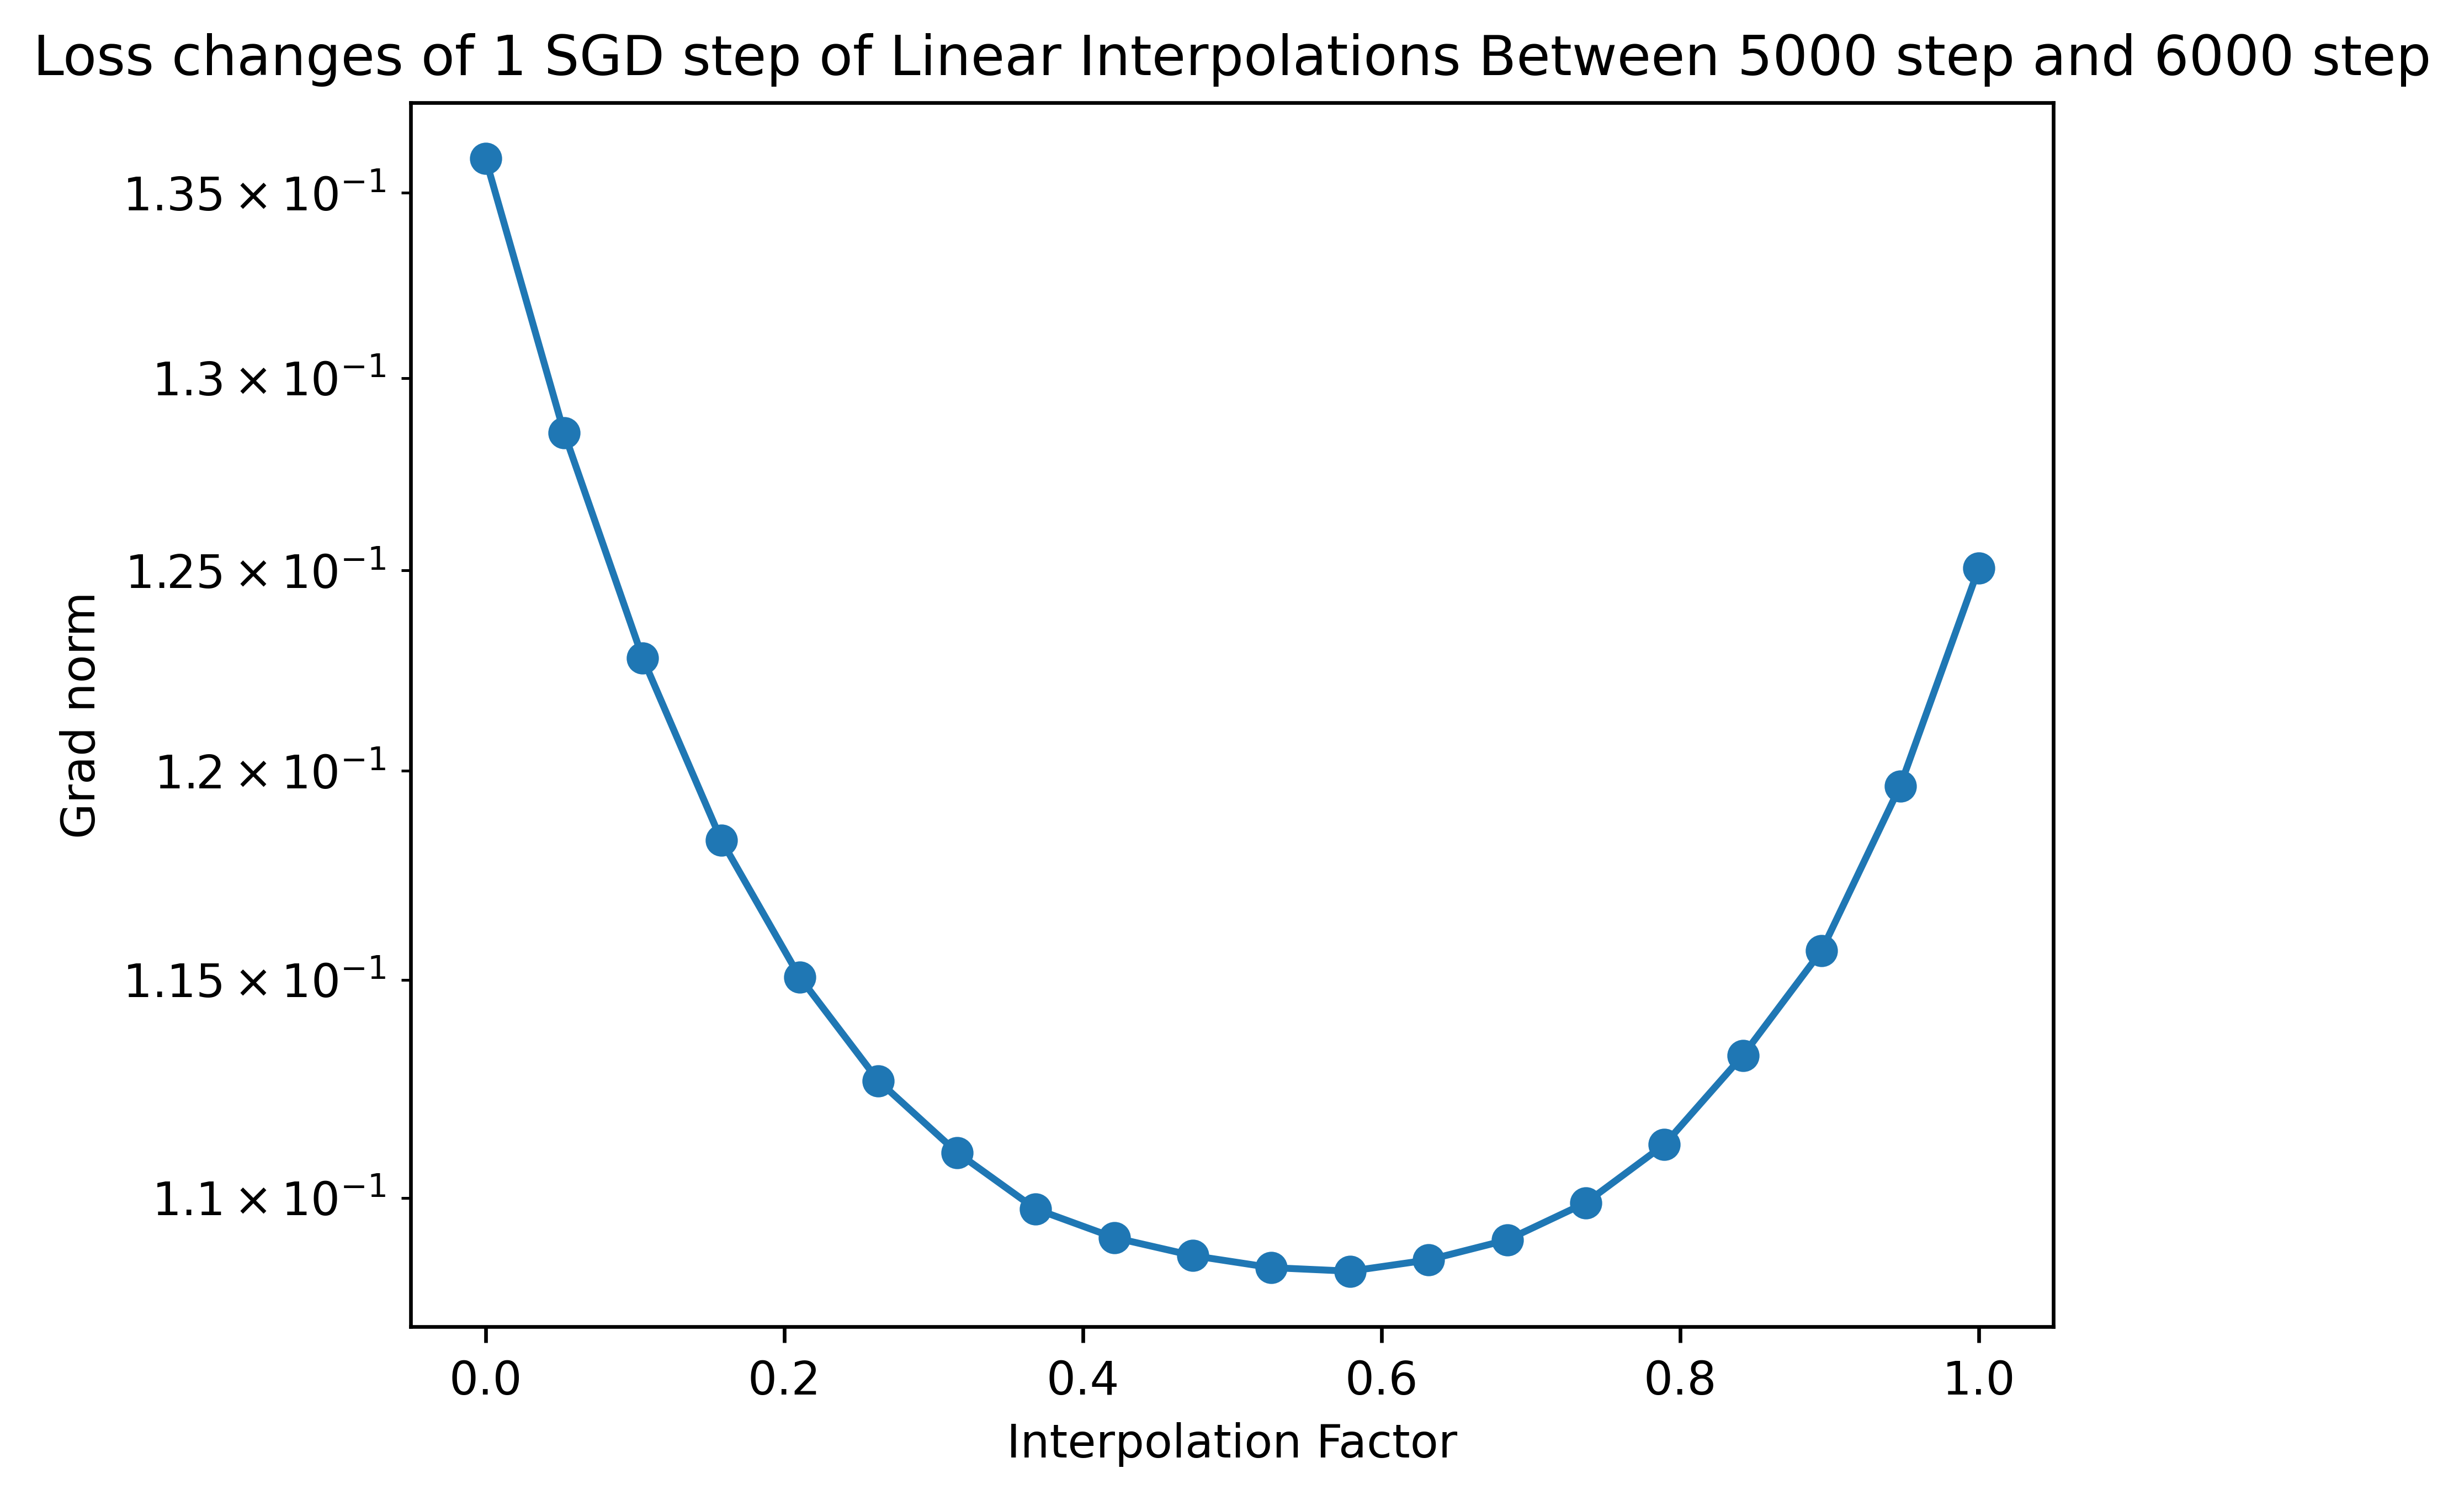 Loss changes of 1 SGD step of Linear Interpolations Between 5000 step and 6000 step
1.35 × 10⁻¹
1.3 × 10⁻¹
1.25 × 10⁻¹
1.2 × 10⁻¹
1.15 × 10⁻¹
1.1 × 10⁻¹
Grad norm
0.0 0.2 0.4 0.6 0.8 1.0
Interpolation Factor